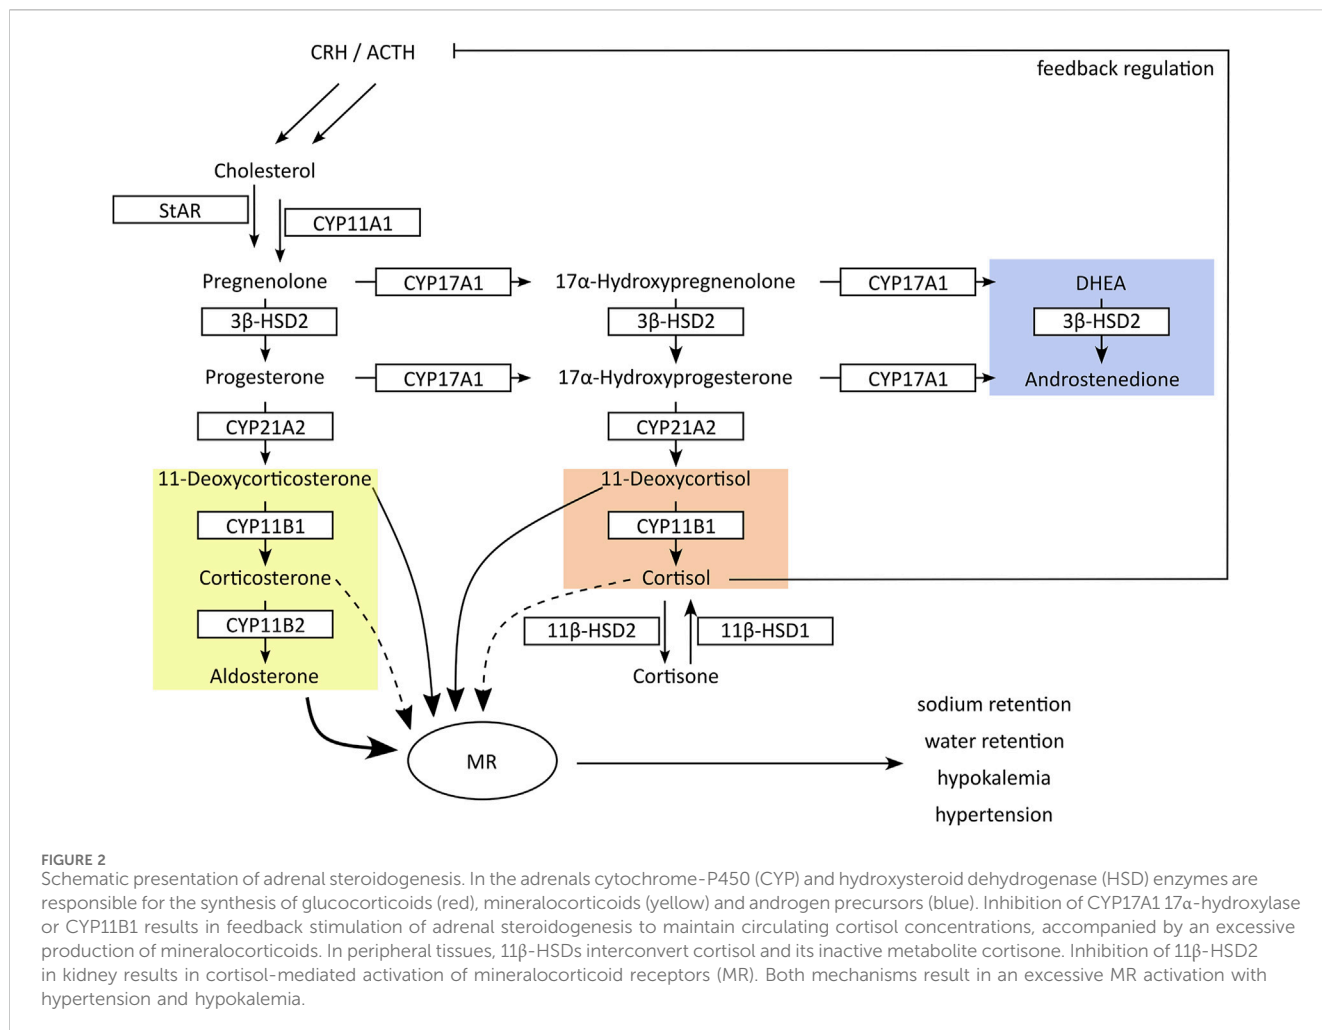 CRH / ACTH
feedback regulation
Cholesterol
StAR
CYP11A1
Pregnenolone
CYP17A1
17α-Hydroxypregnenolone
CYP17A1
DHEA
3β-HSD2
3β-HSD2
3β-HSD2
Progesterone
CYP17A1
17α-Hydroxyprogesterone
CYP17A1
Androstenedione
CYP21A2
CYP21A2
11-Deoxycorticosterone
11-Deoxycortisol
CYP11B1
CYP11B1
Corticosterone
Cortisol
CYP11B2
11β-HSD2
11β-HSD1
Aldosterone
Cortisone
sodium retention
water retention
MR
hypokalemia
hypertension
FIGURE 2
Schematic presentation of adrenal steroidogenesis. In the adrenals cytochrome-P450 (CYP) and hydroxysteroid dehydrogenase (HSD) enzymes are
responsible for the synthesis of glucocorticoids (red), mineralocorticoids (yellow) and androgen precursors (blue). Inhibition of CYP17A1 17α-hydroxylase
or CYP11B1 results in feedback stimulation of adrenal steroidogenesis to maintain circulating cortisol concentrations, accompanied by an excessive
production of mineralocorticoids. In peripheral tissues, 11β-HSDs interconvert cortisol and its inactive metabolite cortisone. Inhibition of 11β-HSD2
in kidney results in cortisol-mediated activation of mineralocorticoid receptors (MR). Both mechanisms result in an excessive MR activation with
hypertension and hypokalemia.